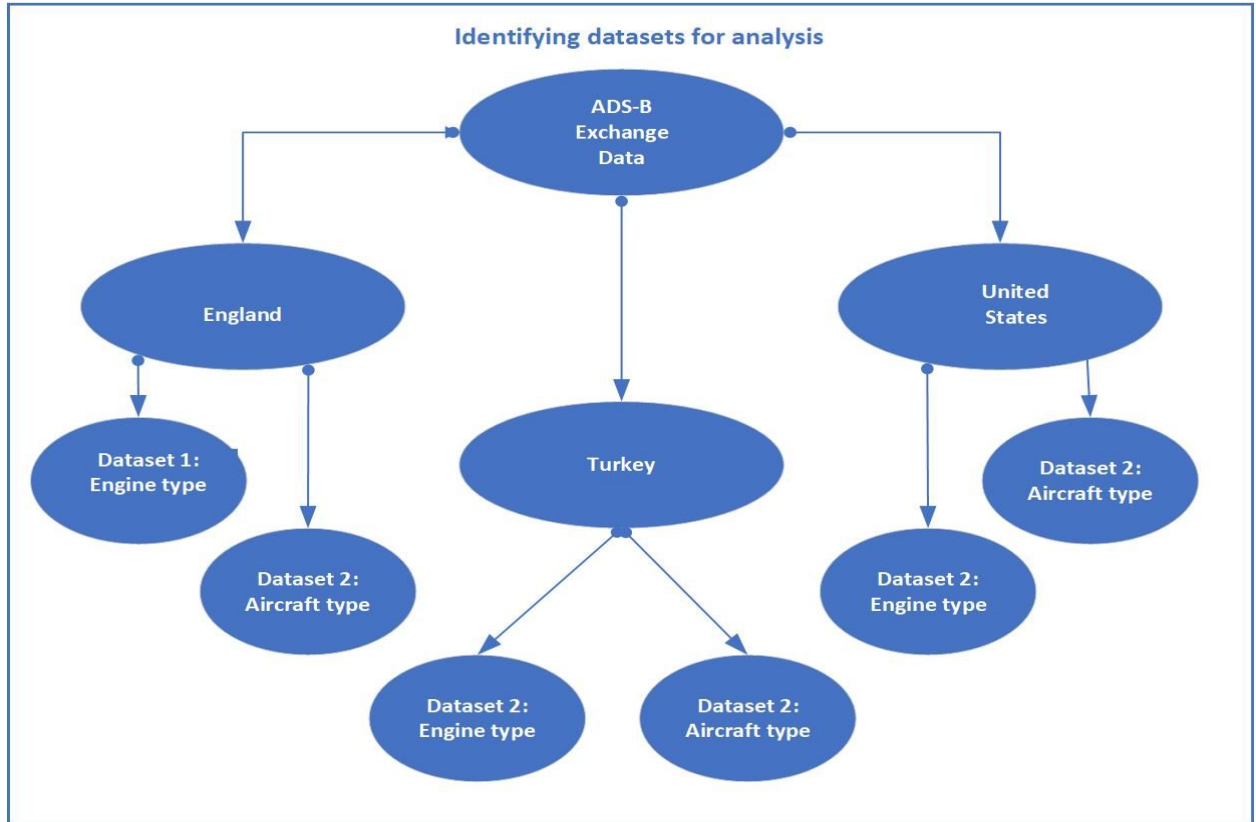 Identifying datasets for analysis
ADS-B
Exchange
Data
England
United
States
Dataset 1:
Engine type
Turkey
Dataset 2:
Aircraft type
Dataset 2:
Aircraft type
Dataset 2:
Engine type
Dataset 2:
Engine type
Dataset 2:
Aircraft type